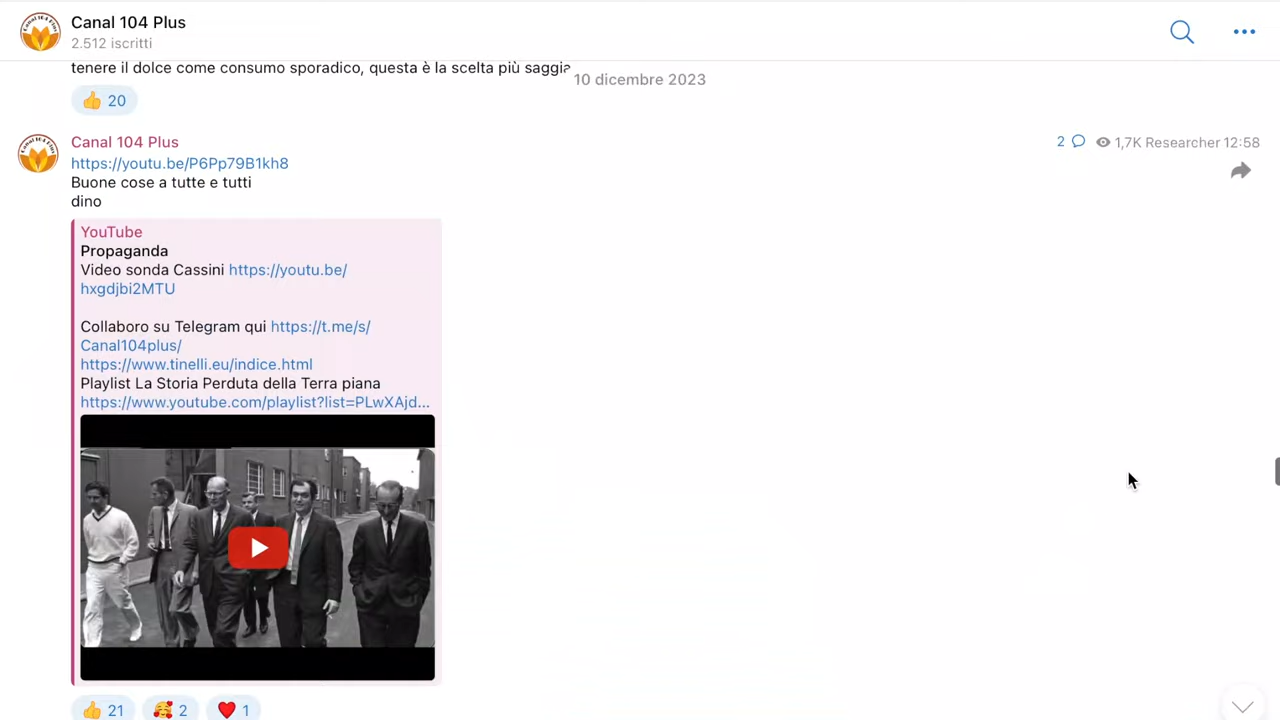 Canal 104 Plus
2.512 iscritti
tenere il dolce come consumo sporadico, questa è la scelta più saggia
10 dicembre 2023
👍 20
Canal 104 Plus
2 1,7K Researcher 12:58
https://youtu.be/P6Pp79B1kh8
Buone cose a tutte e tutti
dino
YouTube
Propaganda
Video sonda Cassini https://youtu.be/
hxgdjbi2MTU
Collaboro su Telegram qui https://t.me/s/
Canal104plus/
https://www.tinelli.eu/indice.html
Playlist La Storia Perduta della Terra piana
https://www.youtube.com/playlist?list=PLwXAjd...
👍 21 🥰 2 ❤️ 1